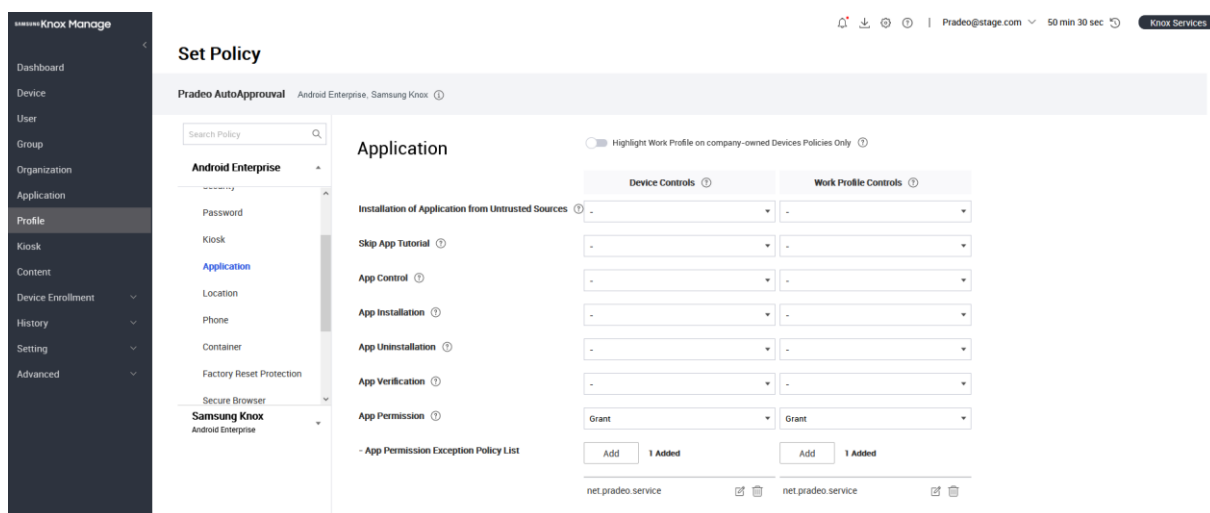 SAMSUNG Knox Manage
Pradeo@stage.com 50 min 30 sec Knox Services
Set Policy
Dashboard
Device
User
Group
Organization
Application
Profile
Kiosk
Content
Device Enrollment
History
Setting
Advanced
Pradeo AutoApprouval Android Enterprise, Samsung Knox
Search Policy
Android Enterprise
Security
Password
Kiosk
Application
Location
Phone
Container
Factory Reset Protection
Secure Browser
Samsung Knox
Android Enterprise
Application
Highlight Work Profile on company-owned Devices Policies Only
Device Controls Work Profile Controls
Installation of Application from Untrusted Sources - -
Skip App Tutorial - -
App Control - -
App Installation - -
App Uninstallation - -
App Verification - -
App Permission Grant Grant
- App Permission Exception Policy List Add 1 Added Add 1 Added
net.pradeo.service net.pradeo.service